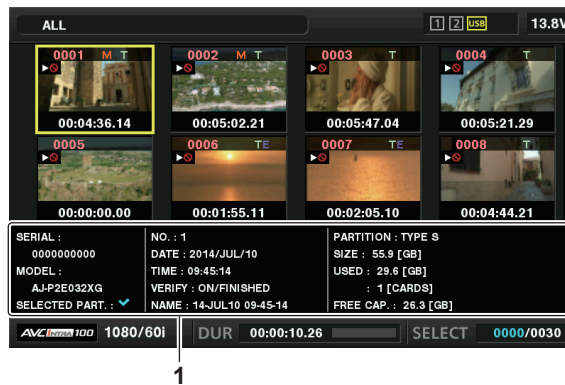 ALL 1 2 USB 13.8V
0001 M T 0002 M T 0003 T 0004 T
00:04:36.14 00:05:02.21 00:05:47.04 00:05:21.29
0005 0006 TE 0007 TE 0008 T
00:00:00.00 00:01:55.11 00:02:05.10 00:04:44.21
SERIAL : NO. : 1 PARTITION : TYPE S
0000000000 DATE : 2014/JUL/10 SIZE : 55.9 [GB]
MODEL : TIME : 09:45:14 USED : 29.6 [GB]
AJ-P2E032XG VERIFY : ON/FINISHED : 1 [CARDS]
SELECTED PART. : NAME : 14-JUL10 09-45-14 FREE CAP. : 26.3 [GB]
AVC INTRA 100 1080/60i DUR 00:00:10.26 SELECT 0000/0030
1